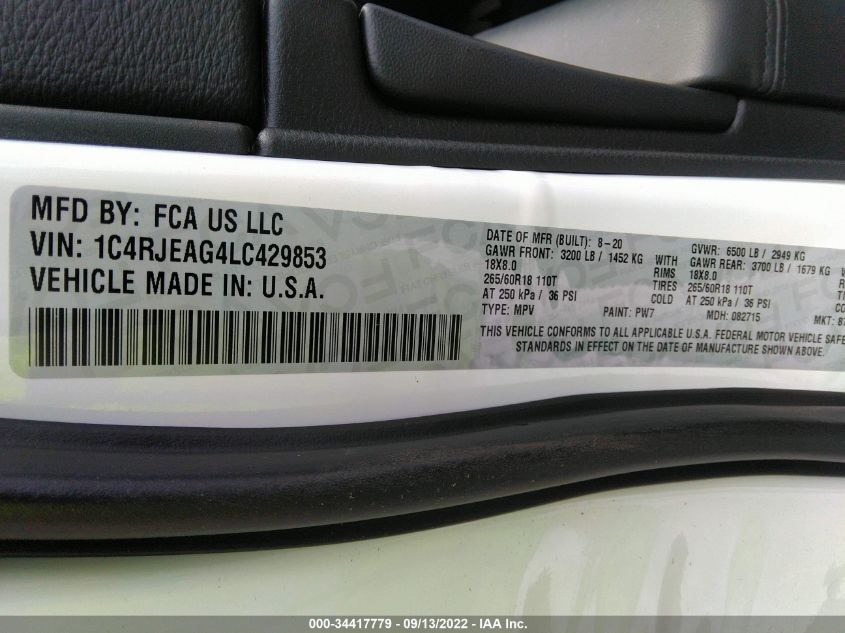 MFD BY: FCA US LLC
VIN: 1C4RJEAG4LC429853
VEHICLE MADE IN: U.S.A.
DATE OF MFR (BUILT): 8-20 GVWR: 6500 LB / 2949 KG
GAWR FRONT: 3200 LB / 1452 KG WITH GAWR REAR: 3700 LB / 1679 KG
18X8.0 RIMS 18X8.0
265/60R18 110T TIRES 265/60R18 110T
AT 250 kPa / 36 PSI COLD AT 250 kPa / 36 PSI
TYPE: MPV PAINT: PW7 MDH: 082715 MKT:
THIS VEHICLE CONFORMS TO ALL APPLICABLE U.S.A. FEDERAL MOTOR VEHICLE SAFE
STANDARDS IN EFFECT ON THE DATE OF MANUFACTURE SHOWN ABOVE.
000-34417779 - 09/13/2022 - IAA Inc.